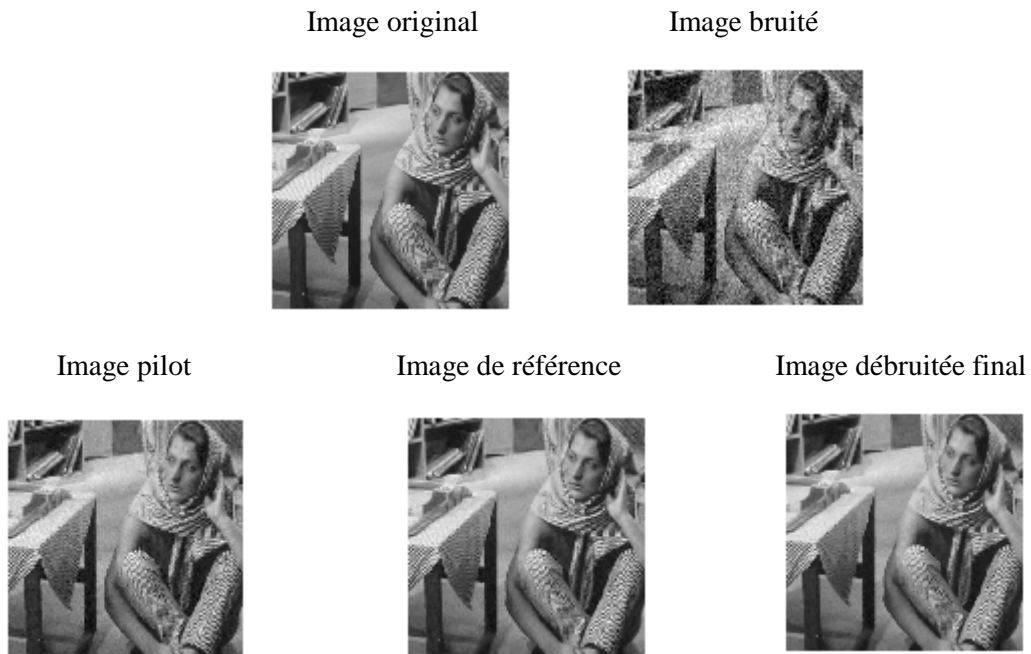 Image original
Image bruité
Image pilot
Image de référence
Image débruitée final